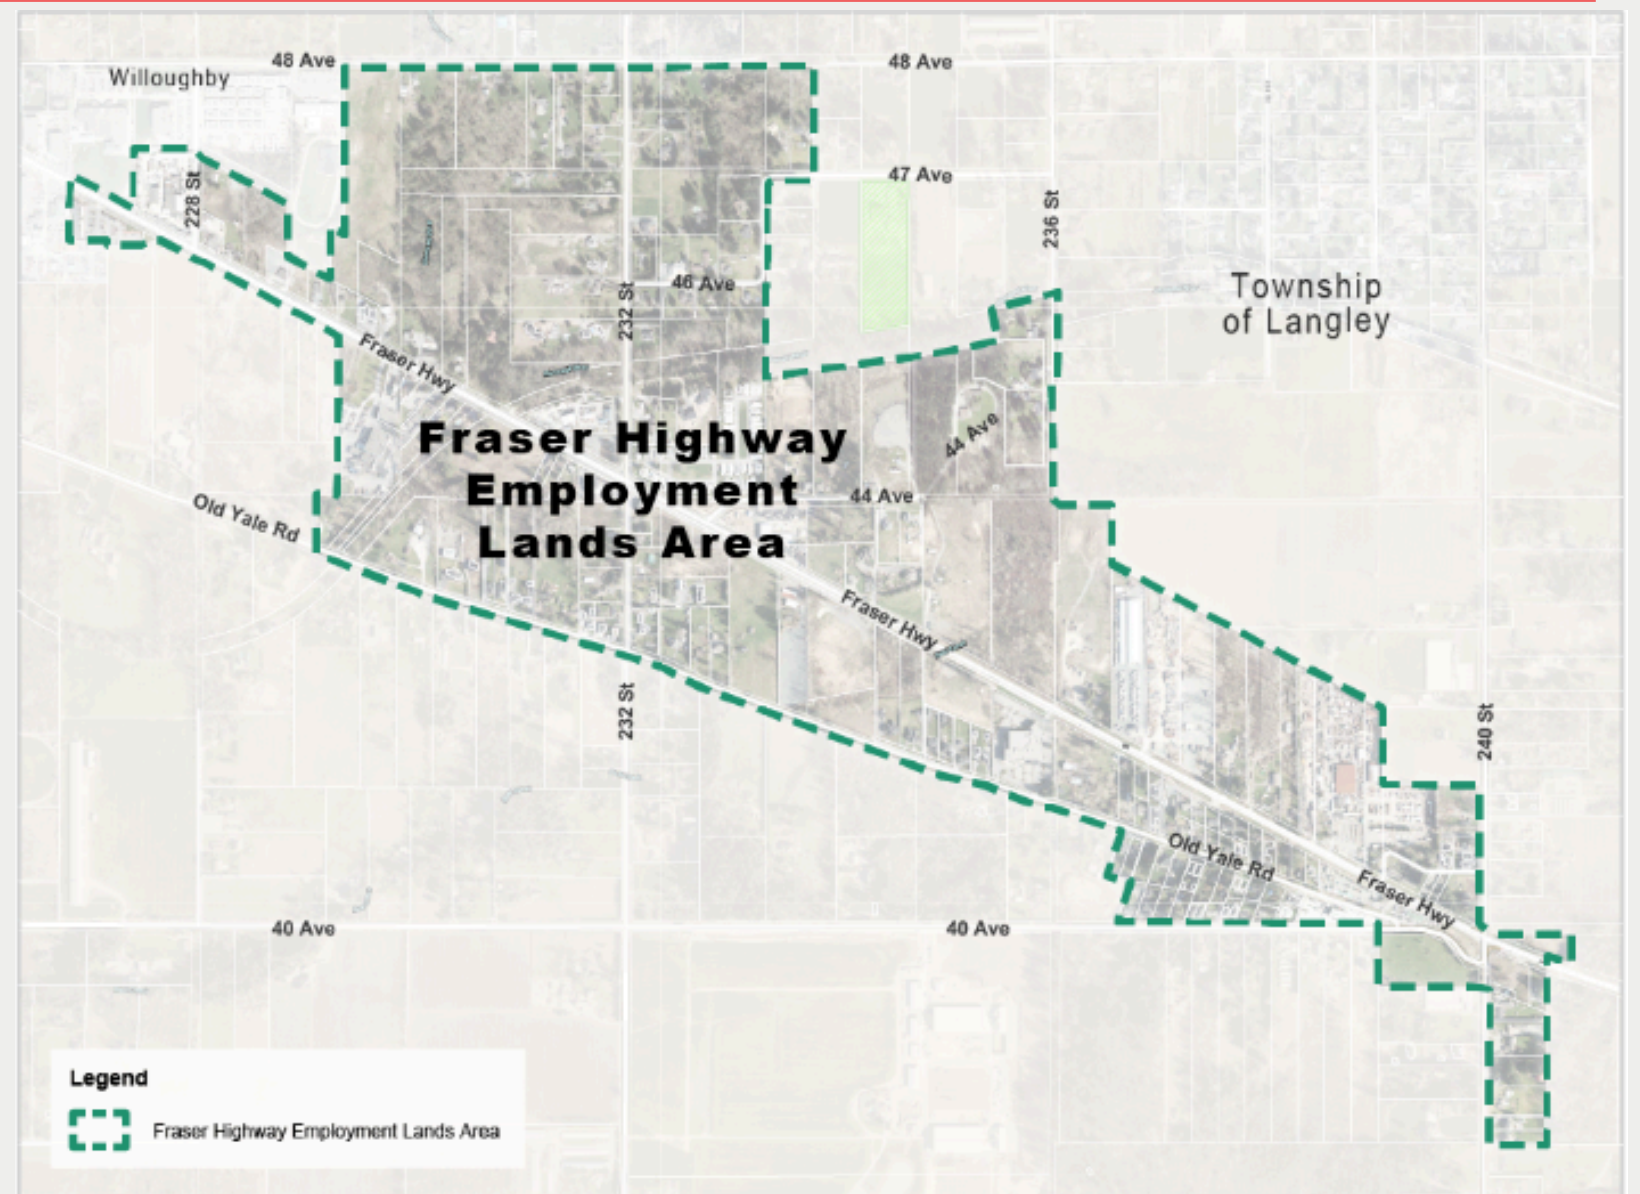 48 Ave
48 Ave
Willoughby
47 Ave
228 St
236 St
46 Ave
232 St
Township
of Langley
Fraser Hwy
44 Ave
Fraser Highway
Employment
Lands Area
44 Ave
Old Yale Rd
Fraser Hwy
232 St
240 St
Old Yale Rd
Fraser Hwy
40 Ave
40 Ave
Legend
Fraser Highway Employment Lands Area